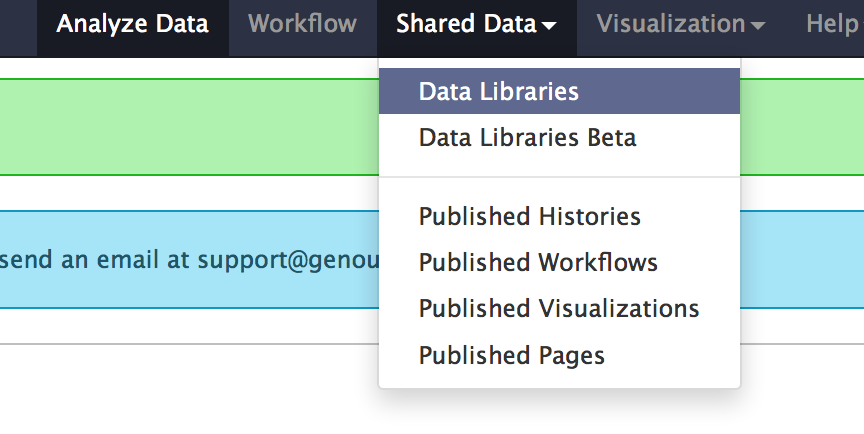 Analyze Data Workflow Shared Data Visualization Help
Data Libraries
Data Libraries Beta
Published Histories
send an email at support@genou
Published Workflows
Published Visualizations
Published Pages